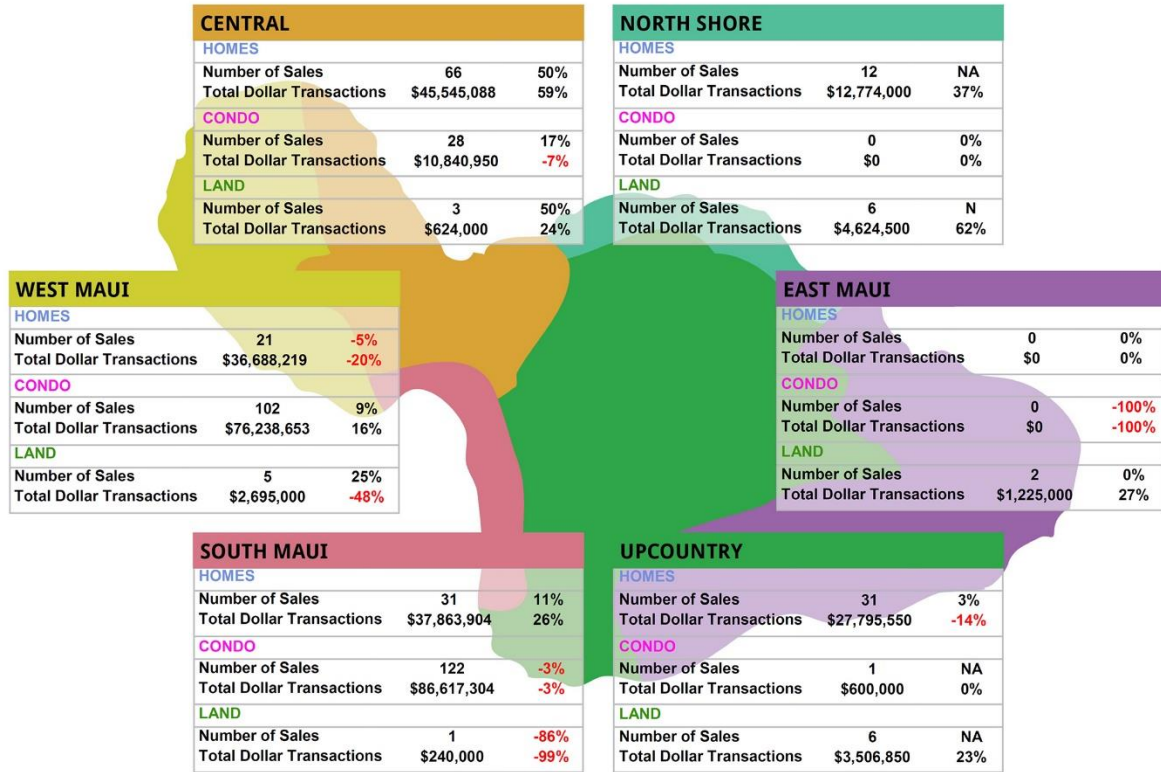 CENTRAL
HOMES
Number of Sales 66 50%
Total Dollar Transactions $45,545,088 59%
CONDO
Number of Sales 28 17%
Total Dollar Transactions $10,840,950 -7%
LAND
Number of Sales 3 50%
Total Dollar Transactions $624,000 24%
NORTH SHORE
HOMES
Number of Sales 12 NA
Total Dollar Transactions $12,774,000 37%
CONDO
Number of Sales 0 0%
Total Dollar Transactions $0 0%
LAND
Number of Sales 6 N
Total Dollar Transactions $4,624,500 62%
WEST MAUI
HOMES
Number of Sales 21 -5%
Total Dollar Transactions $36,688,219 -20%
CONDO
Number of Sales 102 9%
Total Dollar Transactions $76,238,653 16%
LAND
Number of Sales 5 25%
Total Dollar Transactions $2,695,000 -48%
EAST MAUI
HOMES
Number of Sales 0 0%
Total Dollar Transactions $0 0%
CONDO
Number of Sales 0 -100%
Total Dollar Transactions $0 -100%
LAND
Number of Sales 2 0%
Total Dollar Transactions $1,225,000 27%
SOUTH MAUI
HOMES
Number of Sales 31 11%
Total Dollar Transactions $37,863,904 26%
CONDO
Number of Sales 122 -3%
Total Dollar Transactions $86,617,304 -3%
LAND
Number of Sales 1 -86%
Total Dollar Transactions $240,000 -99%
UPCOUNTRY
HOMES
Number of Sales 31 3%
Total Dollar Transactions $27,795,550 -14%
CONDO
Number of Sales 1 NA
Total Dollar Transactions $600,000 0%
LAND
Number of Sales 6 NA
Total Dollar Transactions $3,506,850 23%